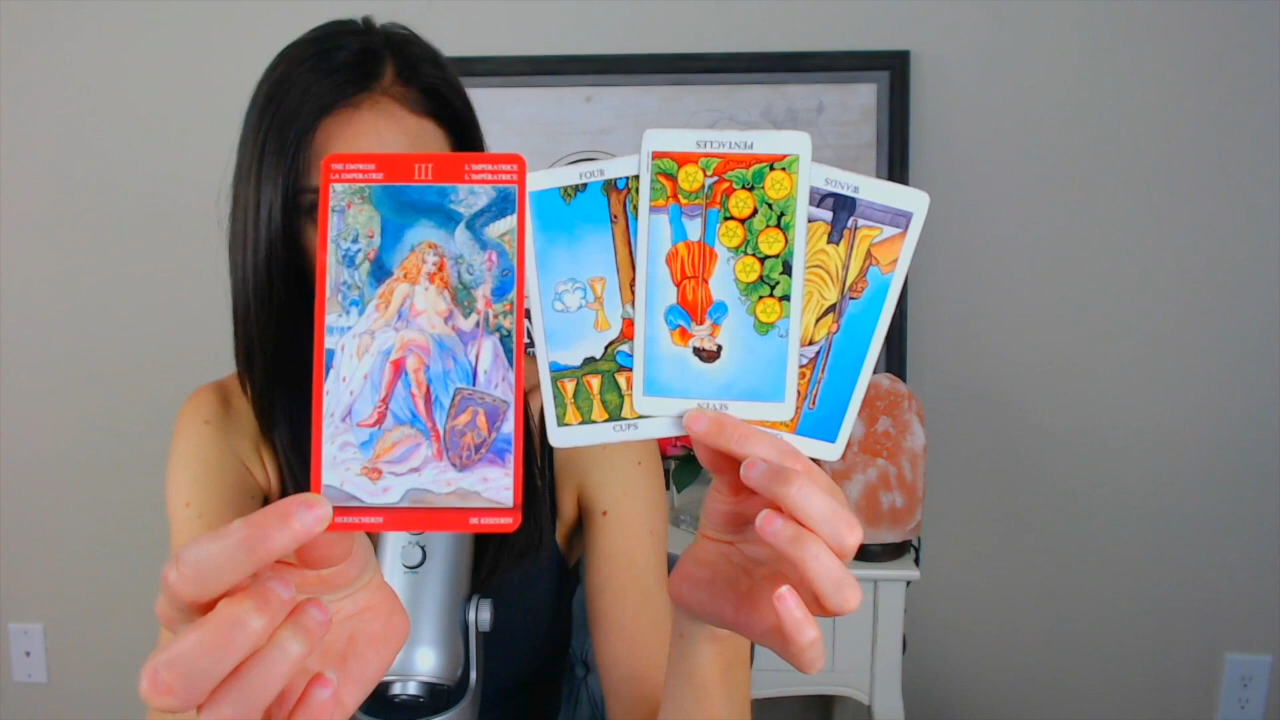 THE EMPRESS
LA EMPERATRIZ
III
L'IMPERATRICE
L'IMPÉRATRICE
HERRSCHERIN
DE KEIZERIN
FOUR
CUPS
PENTACLES
SEVEN
WANDS